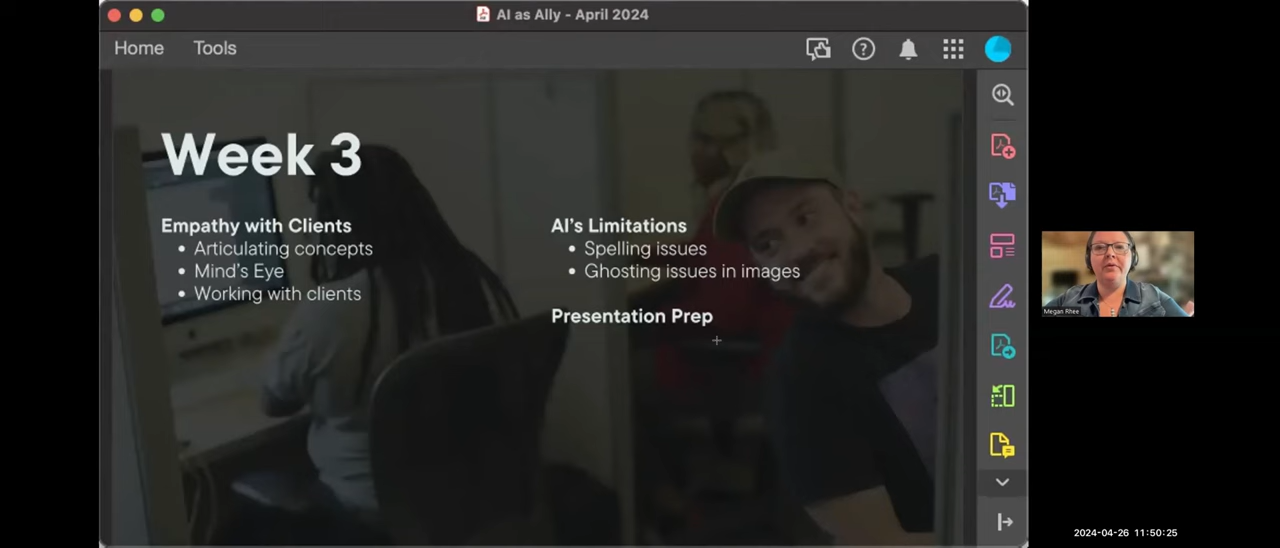 AI as Ally - April 2024
Home Tools
Week 3
Empathy with Clients
• Articulating concepts
• Mind's Eye
• Working with clients
AI's Limitations
• Spelling issues
• Ghosting issues in images
Presentation Prep
Megan Rhee
2024-04-26 11:50:25